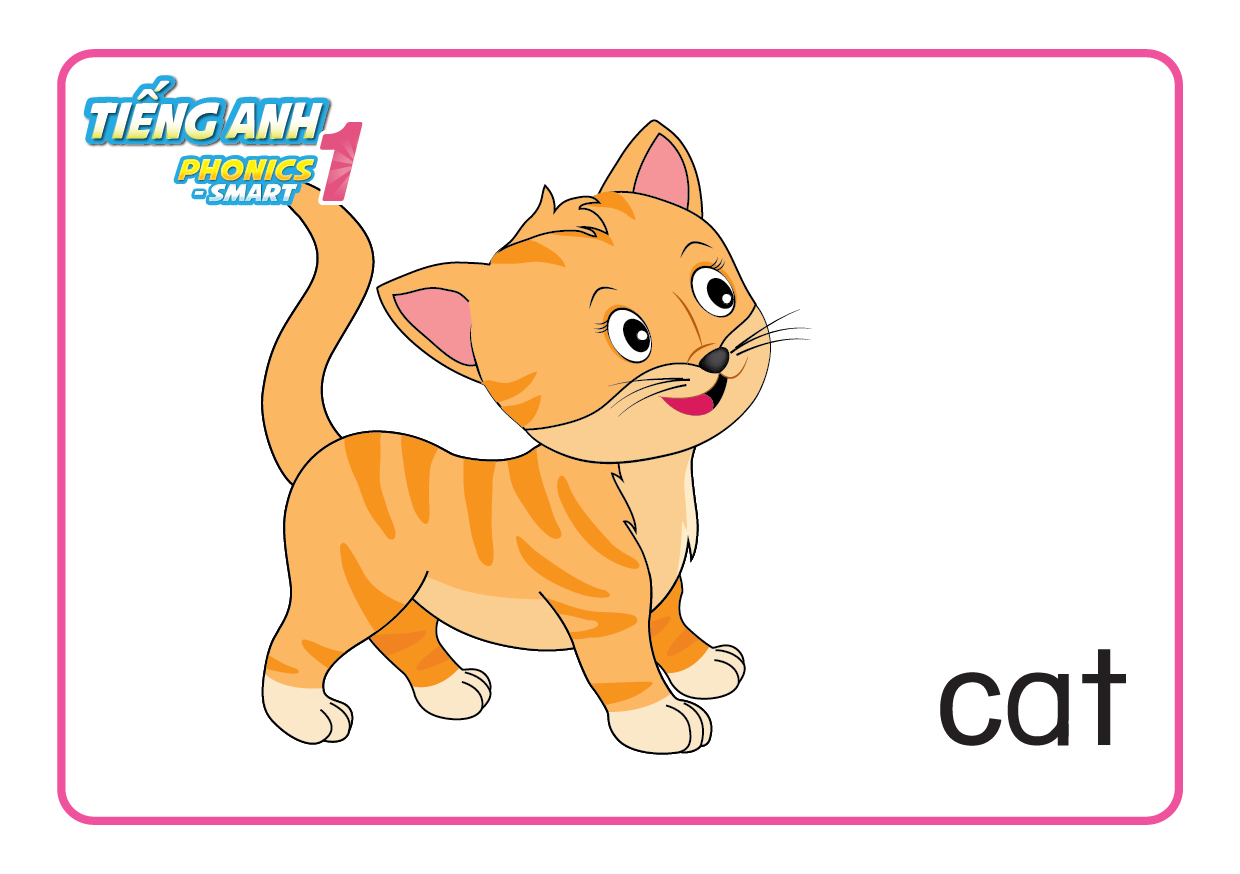 TIẾNG ANH 1
PHONICS
-SMART
cat